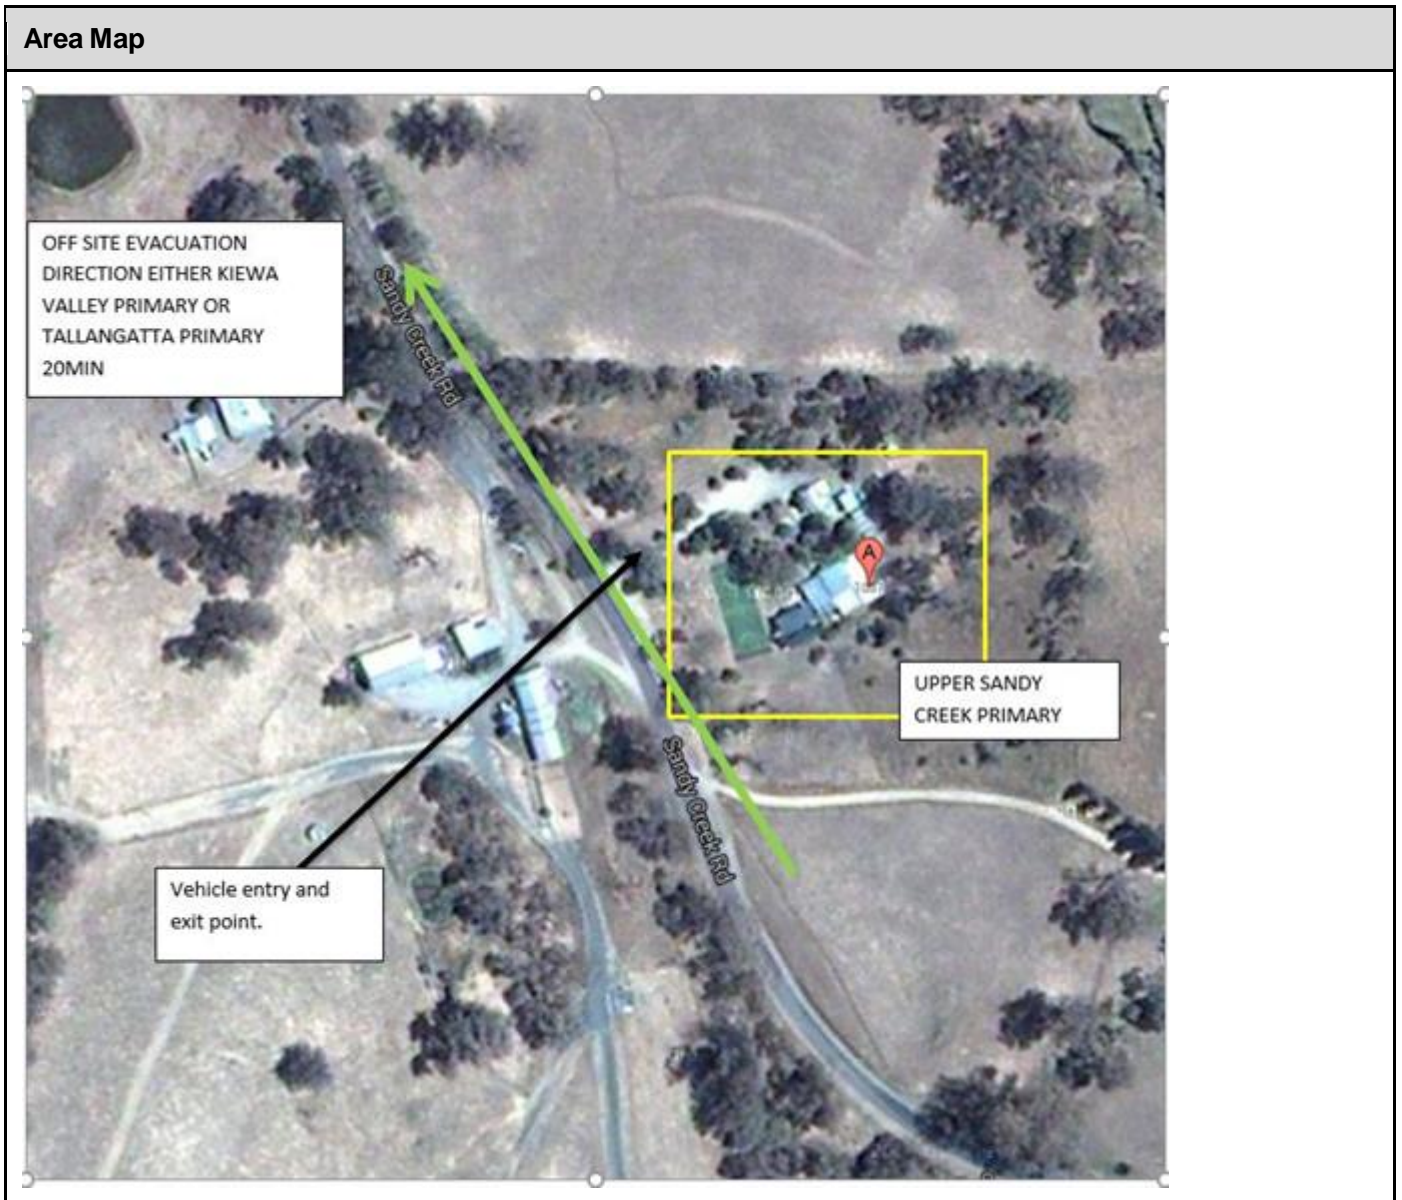 Area Map
OFF SITE EVACUATION
DIRECTION EITHER KIEWA
VALLEY PRIMARY OR
TALLANGATTA PRIMARY
20MIN
Sandy Creek Rd
A
UPPER SANDY
CREEK PRIMARY
Sandy Creek Rd
Vehicle entry and
exit point.